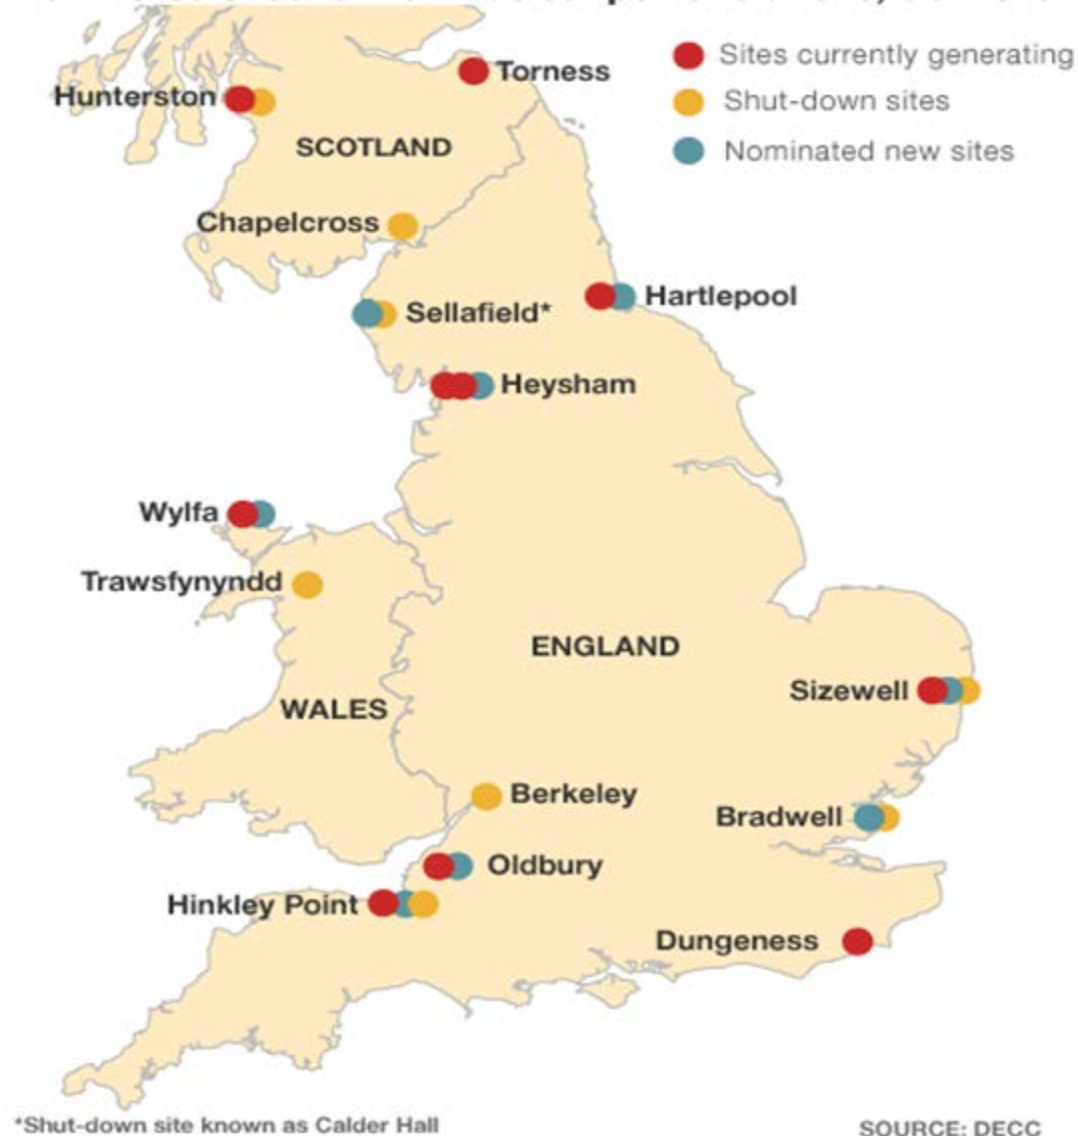 Torness
Sites currently generating
Hunterston
Shut-down sites
SCOTLAND
Nominated new sites
Chapelcross
Hartlepool
Sellafield*
Heysham
Wylfa
Trawsfynyndd
ENGLAND
Sizewell
WALES
Berkeley
Bradwell
Oldbury
Hinkley Point
Dungeness
*Shut-down site known as Calder Hall
SOURCE: DECC